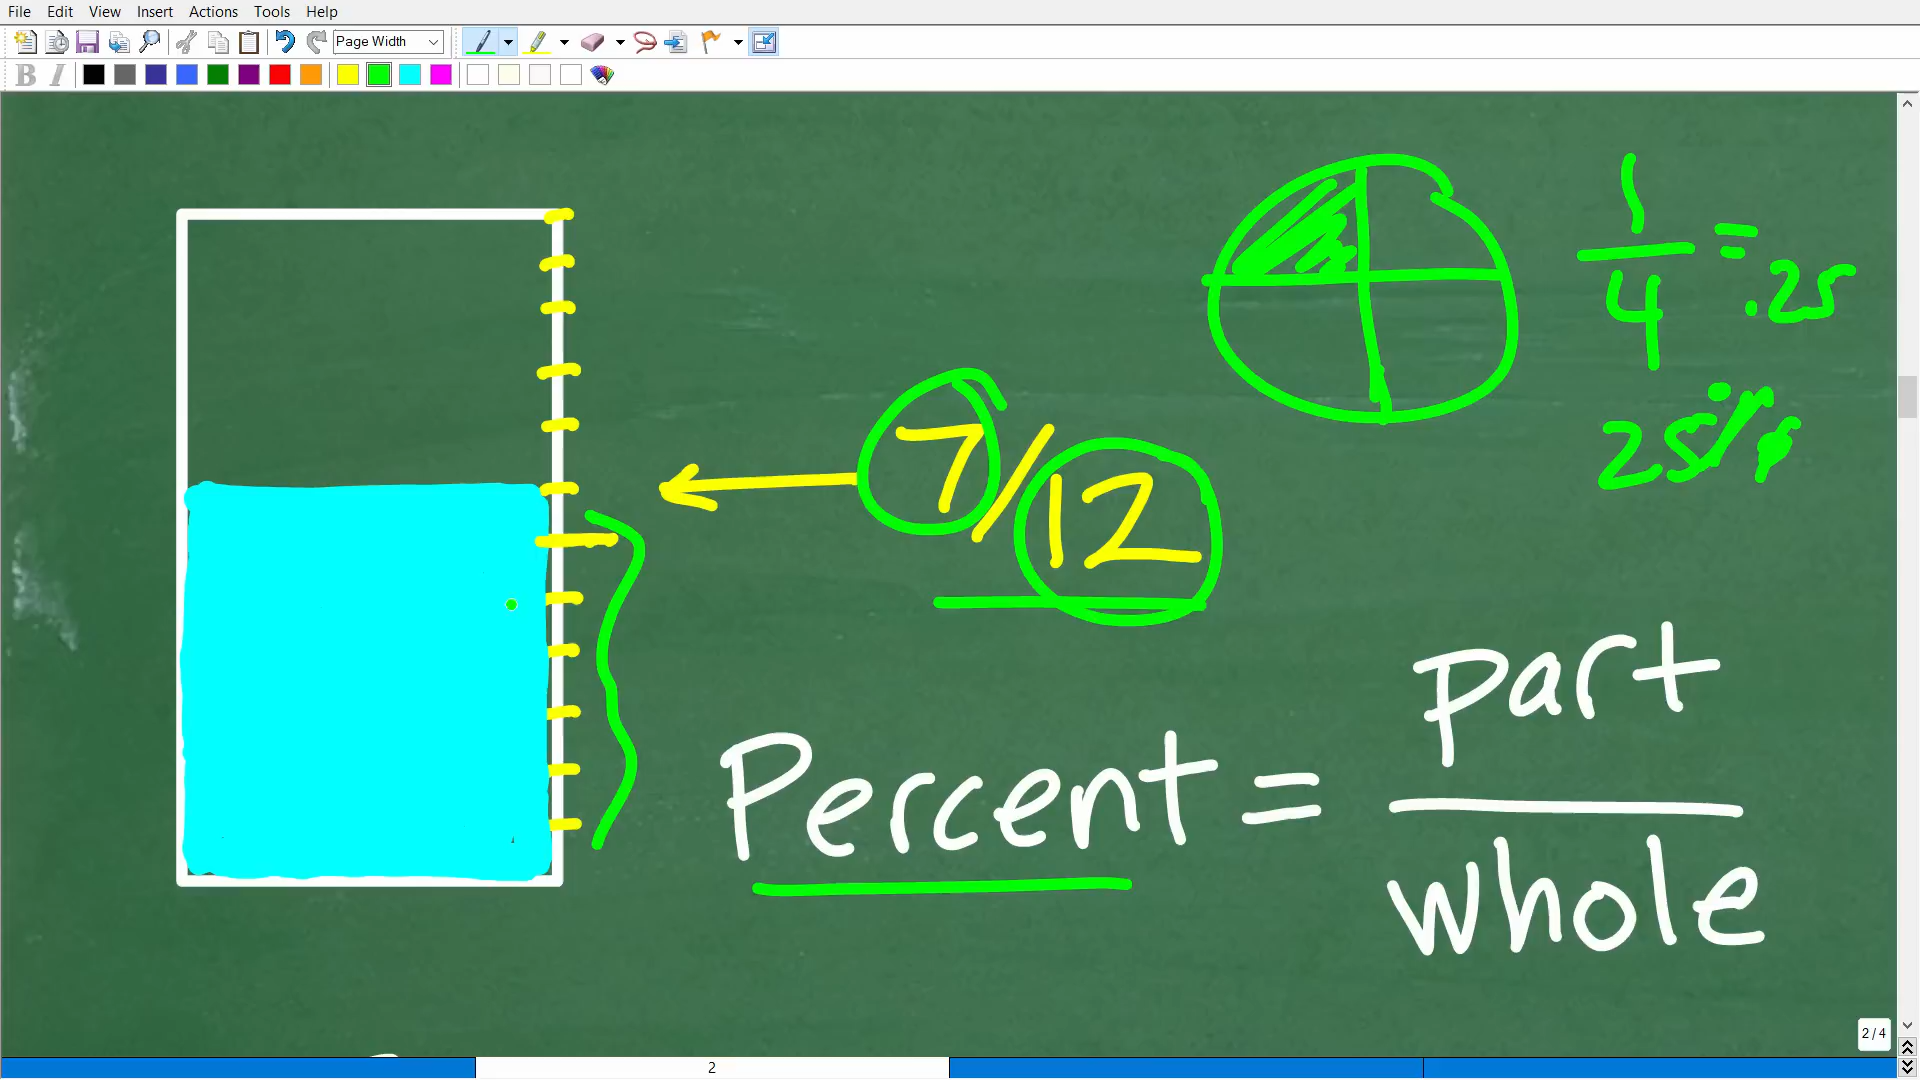 File Edit View Insert Actions Tools Help
Page Width
B I
1/4 = .25
25%
7/12
Percent = part/whole
2 / 4
2